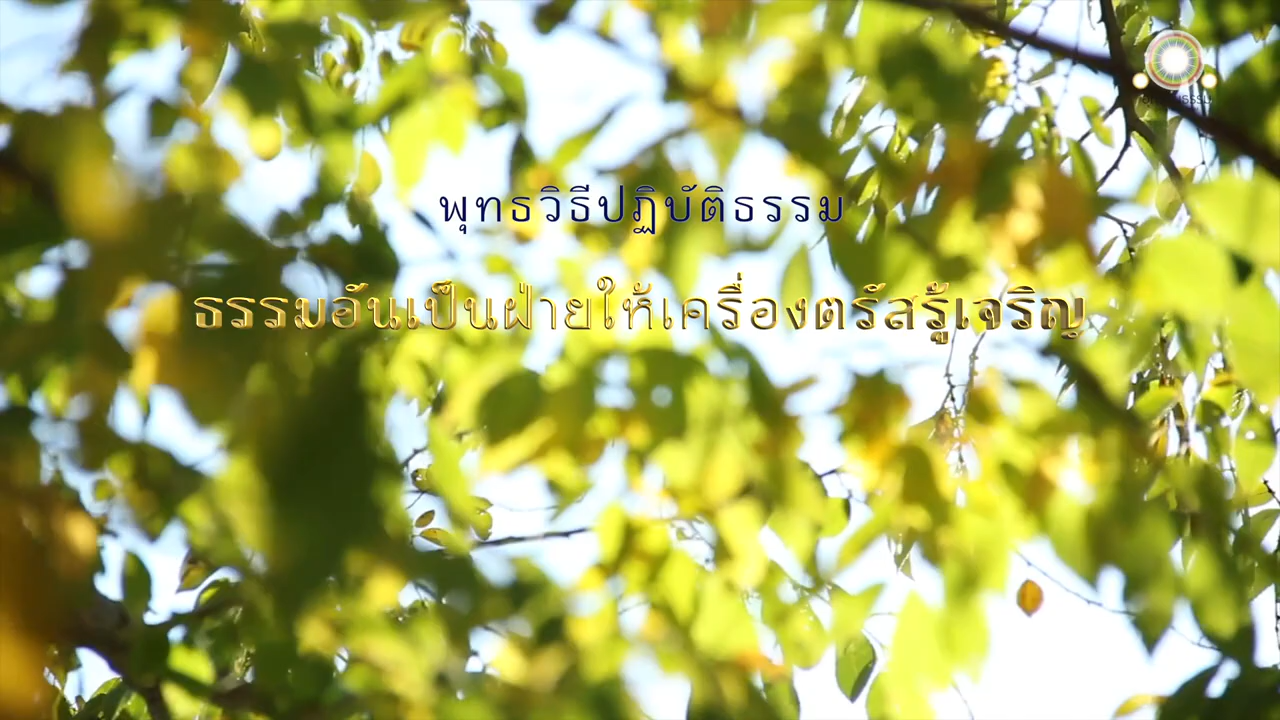 พุทธวิธีปฏิบัติธรรม
ธรรมอันเป็นฝ่ายให้เครื่องตรัสรู้เจริญ